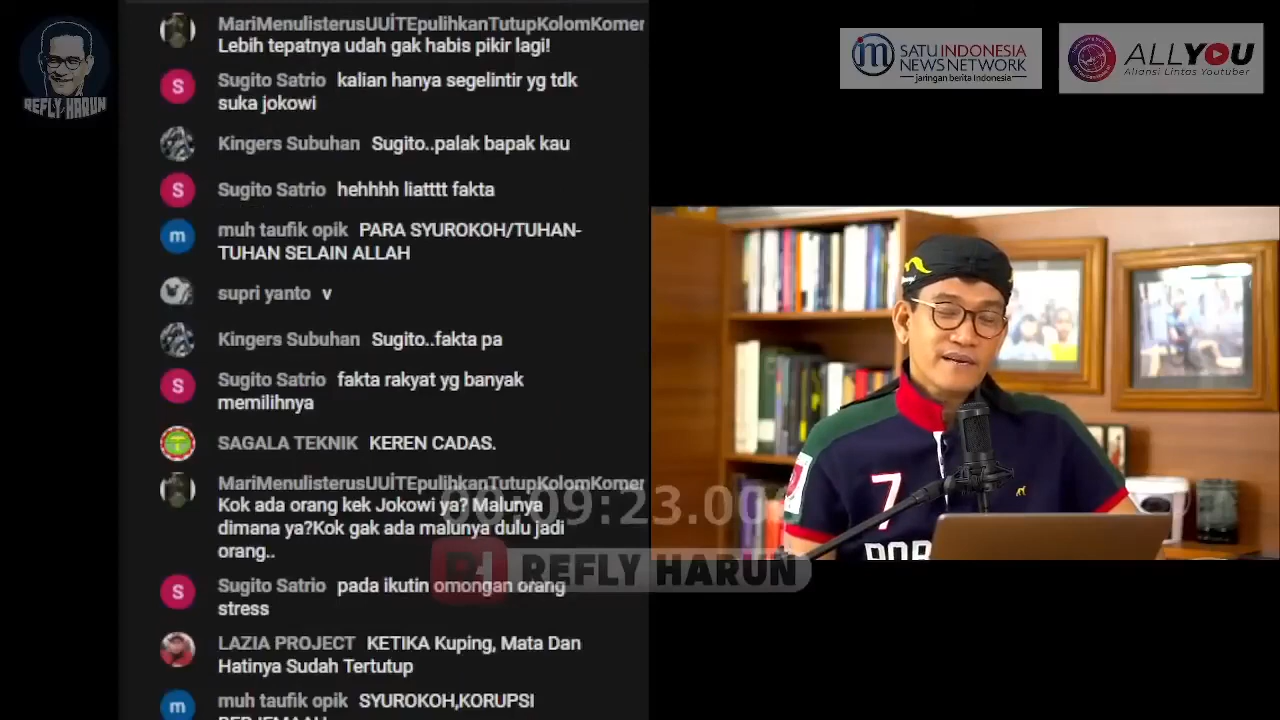 MariMenulisterusUUİTEpulihkanTutupKolomKomer
Lebih tepatnya udah gak habis pikir lagi!
Sugito Satrio kalian hanya segelintir yg tdk
suka jokowi
Kingers Subuhan Sugito..palak bapak kau
Sugito Satrio hehhhh liatttt fakta
muh taufik opik PARA SYUROKOH/TUHAN-
TUHAN SELAIN ALLAH
supri yanto v
Kingers Subuhan Sugito..fakta pa
Sugito Satrio fakta rakyat yg banyak
memilihnya
SAGALA TEKNIK KEREN CADAS.
MariMenulisterusUUİTEpulihkanTutupKolomKomer
Kok ada orang kek Jokowi ya? Malunya
dimana ya?Kok gak ada malunya dulu jadi
orang..
Sugito Satrio pada ikutin omongan orang
stress
LAZIA PROJECT KETIKA Kuping, Mata Dan
Hatinya Sudah Tertutup
muh taufik opik SYUROKOH,KORUPSI
REFLY HARUN
SATU INDONESIA
NEWS NETWORK
jaringan berita Indonesia
ALLYOU
Aliansi Lintas Youtuber
7
09:23.00
REFLY HARUN